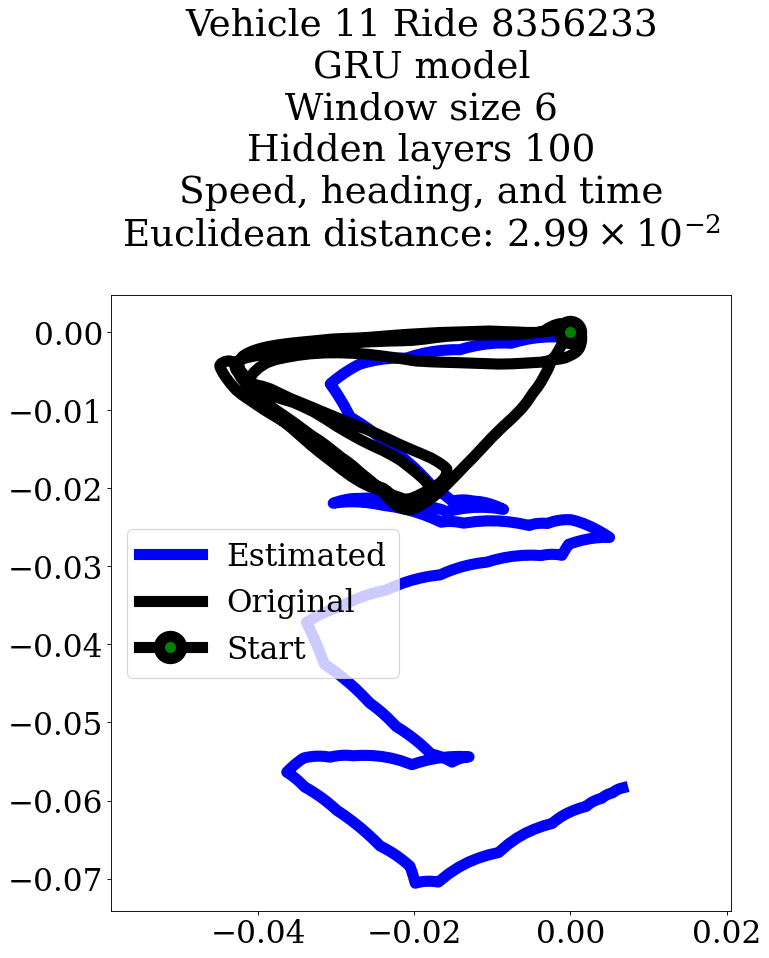 Vehicle 11 Ride 8356233
GRU model
Window size 6
Hidden layers 100
Speed, heading, and time
Euclidean distance: 2.99 × 10⁻²
0.00
−0.01
−0.02
−0.03
−0.04
−0.05
−0.06
−0.07
Estimated
Original
Start
−0.04 −0.02 0.00 0.02